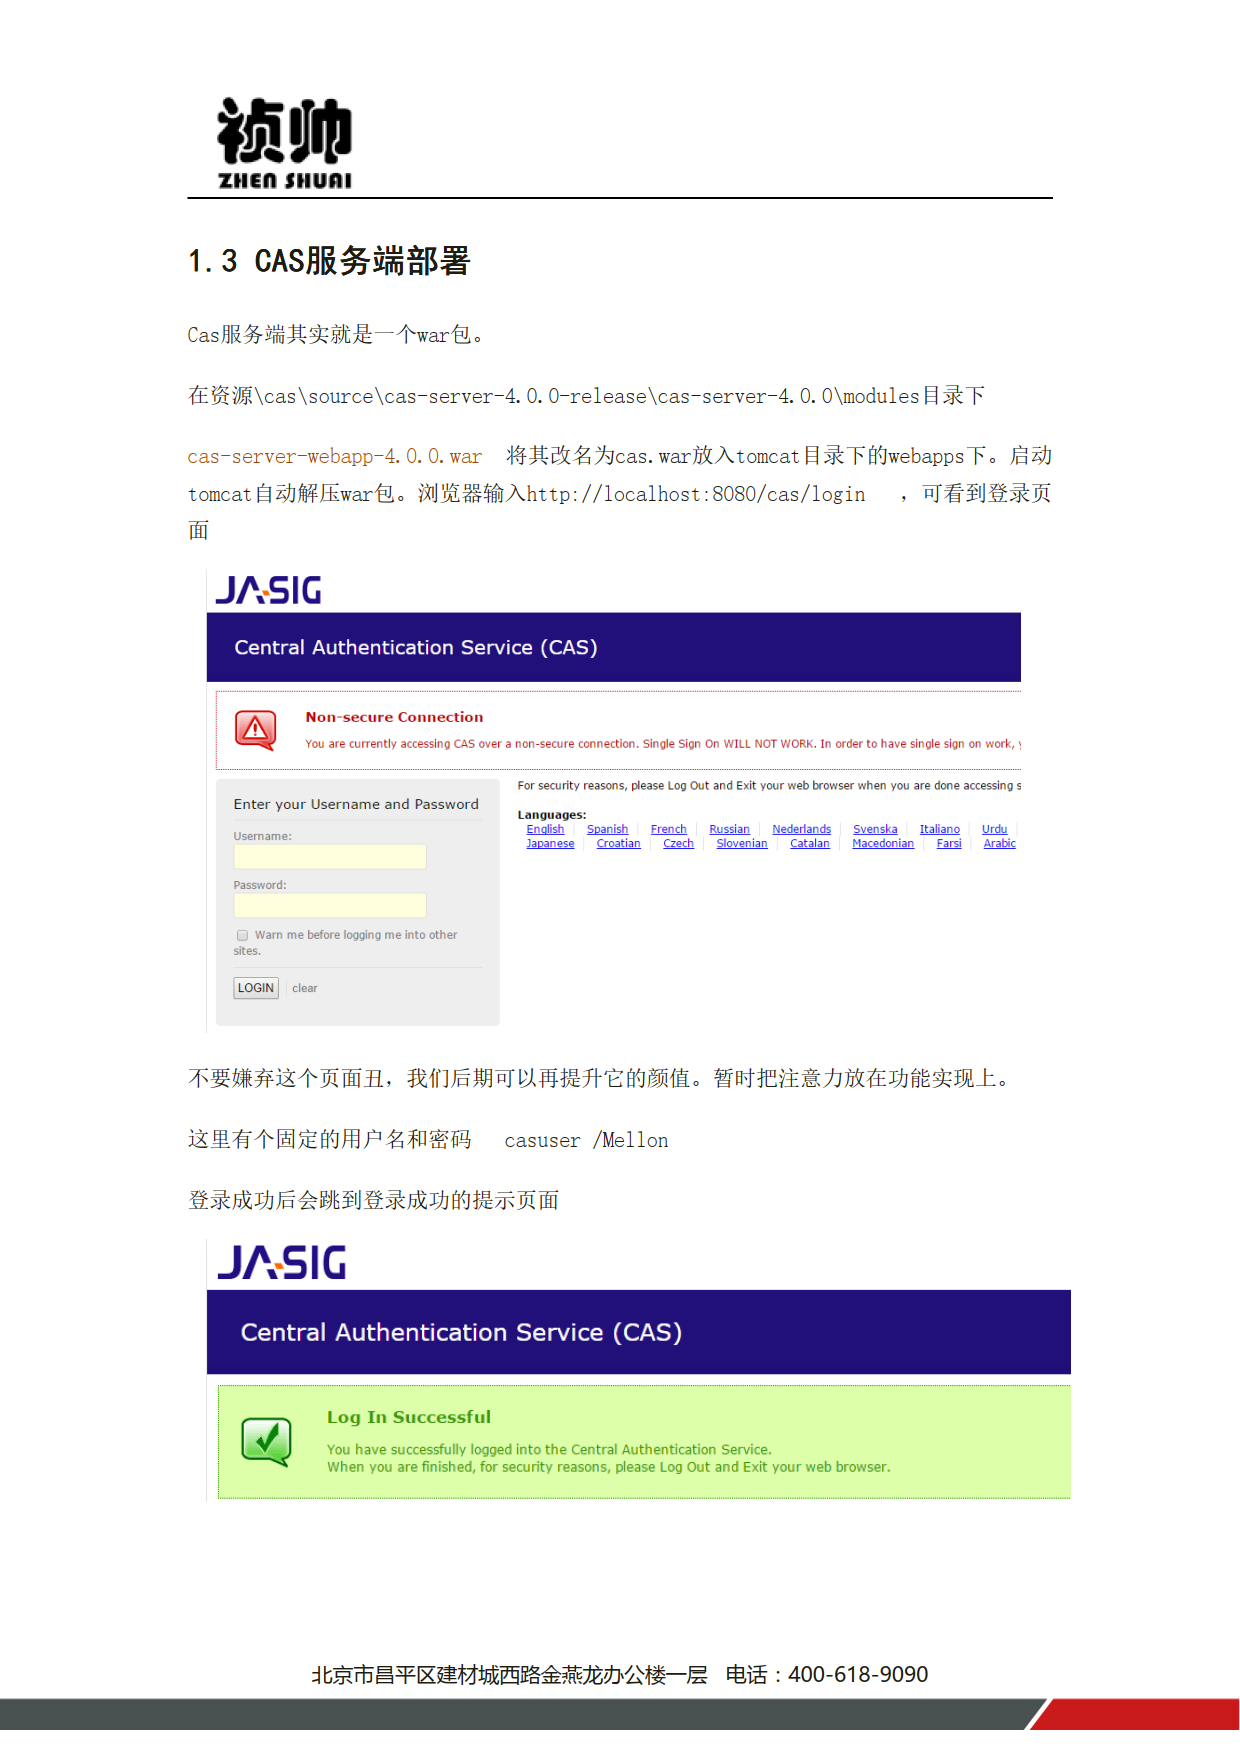 祯帅
ZHEN SHUAI
1.3 CAS服务端部署
Cas服务端其实就是一个war包。
在资源\cas\source\cas-server-4.0.0-release\cas-server-4.0.0\modules目录下
cas-server-webapp-4.0.0.war 将其改名为cas.war放入tomcat目录下的webapps下。启动
tomcat自动解压war包。浏览器输入http://localhost:8080/cas/login ，可看到登录页
面
JASIG
Central Authentication Service (CAS)
Non-secure Connection
You are currently accessing CAS over a non-secure connection. Single Sign On WILL NOT WORK. In order to have single sign on work,
For security reasons, please Log Out and Exit your web browser when you are done accessing s
Enter your Username and Password
Languages:
English Spanish French Russian Nederlands Svenska Italiano Urdu
Japanese Croatian Czech Slovenian Catalan Macedonian Farsi Arabic
Username:
Password:
Warn me before logging me into other
sites.
LOGIN clear
不要嫌弃这个页面丑，我们后期可以再提升它的颜值。暂时把注意力放在功能实现上。
这里有个固定的用户名和密码 casuser /Mellon
登录成功后会跳到登录成功的提示页面
JASIG
Central Authentication Service (CAS)
Log In Successful
You have successfully logged into the Central Authentication Service.
When you are finished, for security reasons, please Log Out and Exit your web browser.
北京市昌平区建材城西路金燕龙办公楼一层 电话：400-618-9090